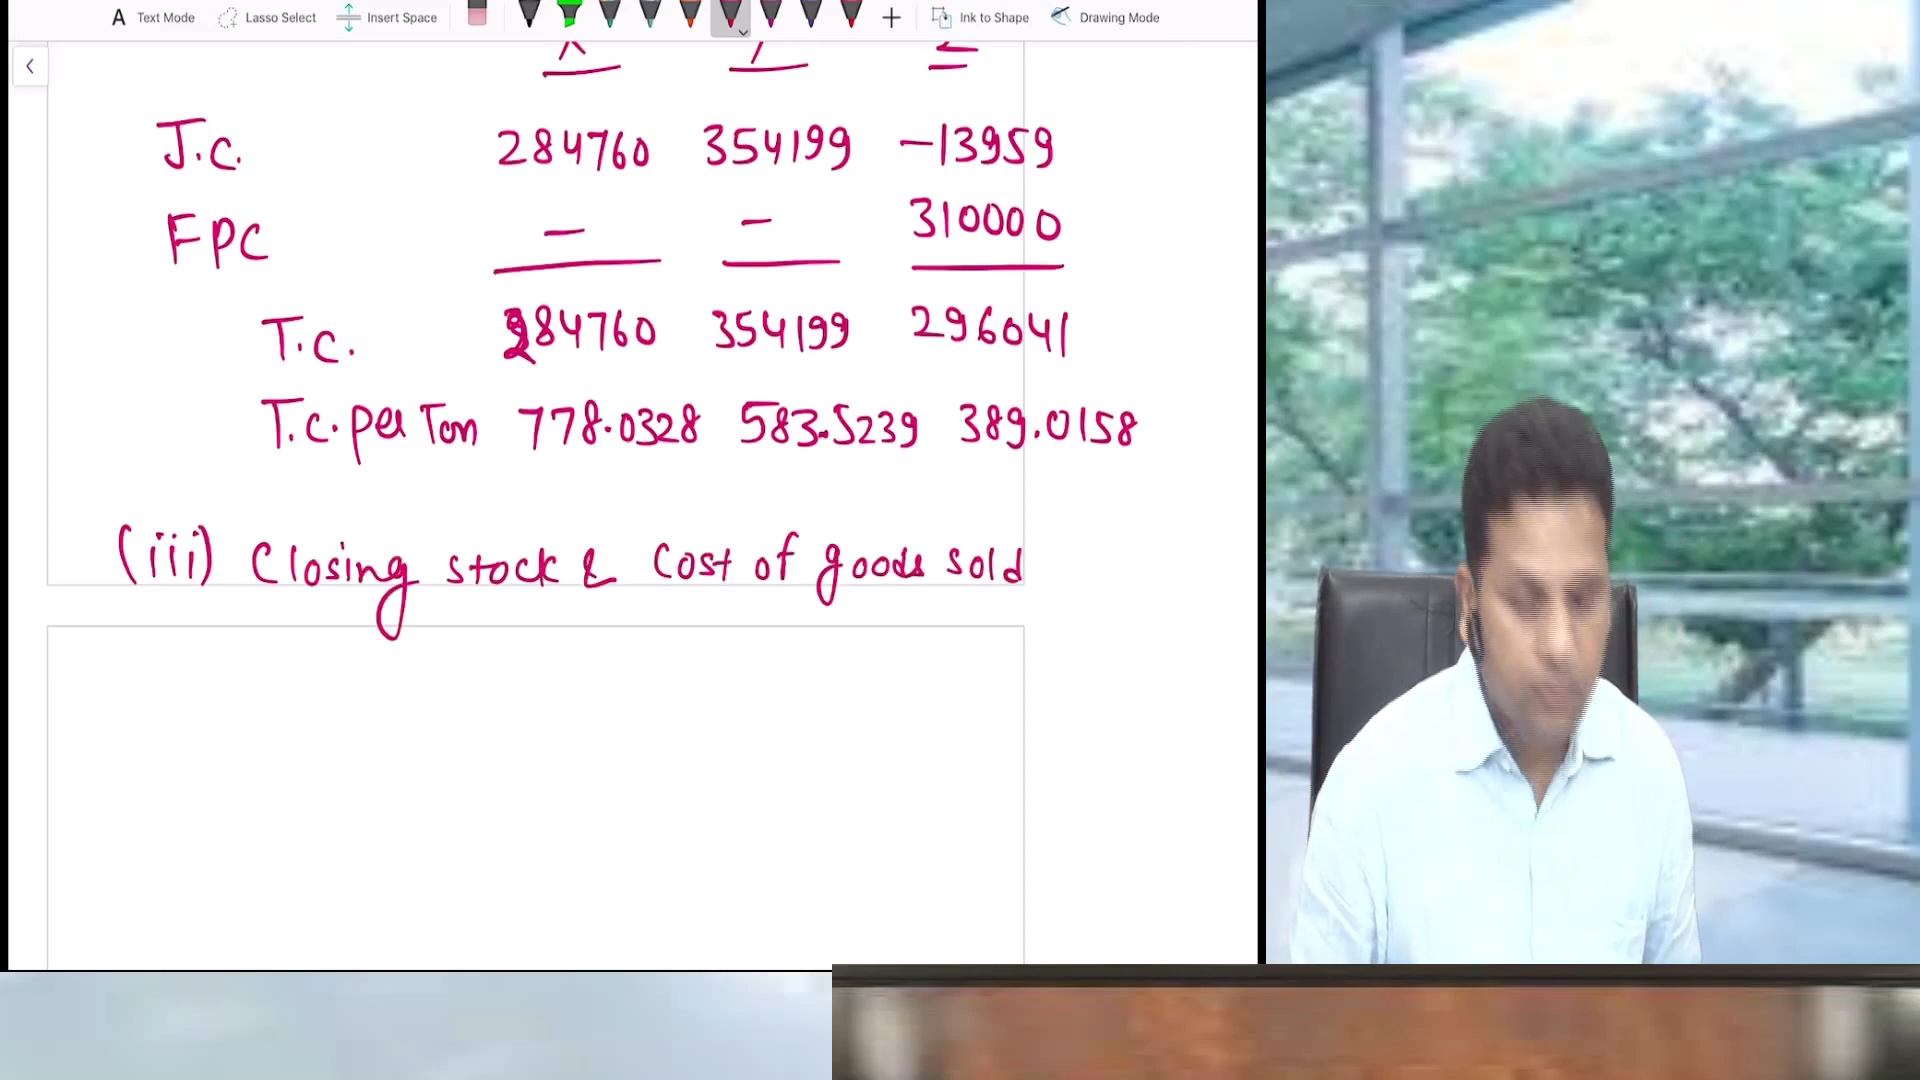 Text Mode Lasso Select Insert Space Ink to Shape Drawing Mode
J.C. 284760 354199 -13959
FPC - - 310000
T.C. 284760 354199 296041
T.C. per Ton 778.0328 583.5239 389.0158
(iii) Closing stock & Cost of goods sold